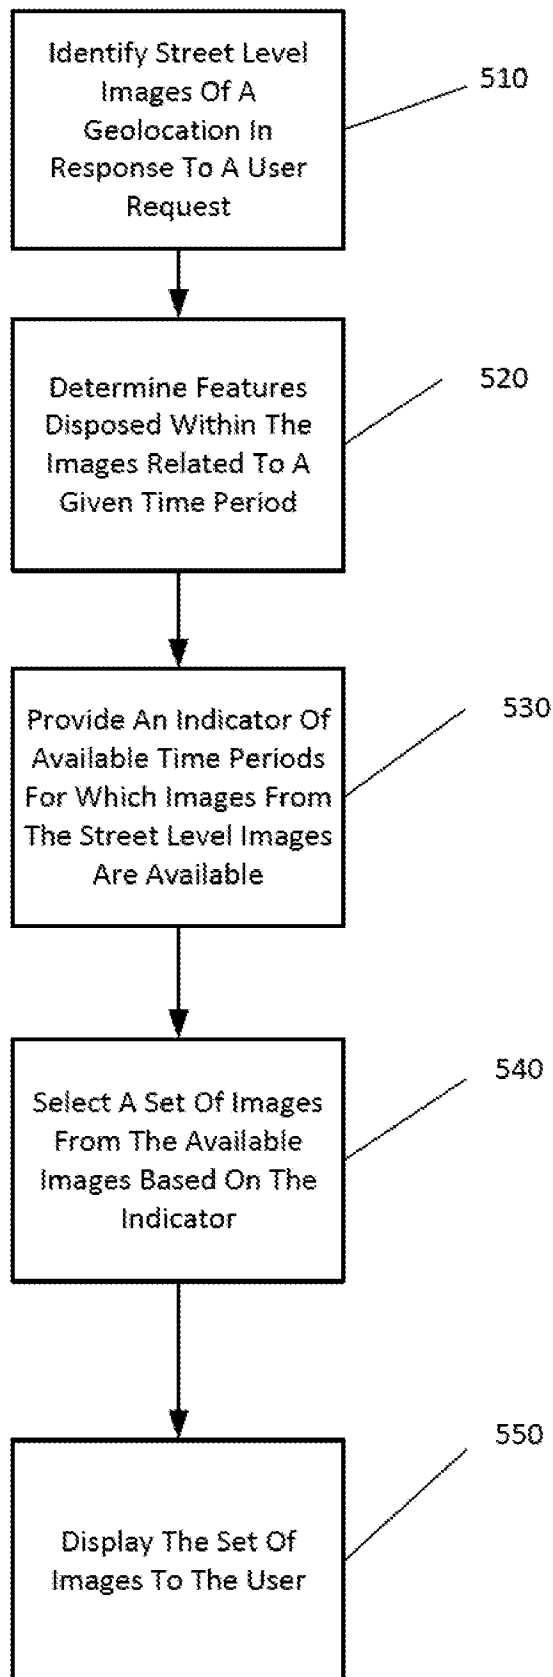 Identify Street Level
Images Of A
Geolocation In
Response To A User
Request
510
Determine Features
Disposed Within The
Images Related To A
Given Time Period
520
Provide An Indicator Of
Available Time Periods
For Which Images From
The Street Level Images
Are Available
530
Select A Set Of Images
From The Available
Images Based On The
Indicator
540
Display The Set Of
Images To The User
550